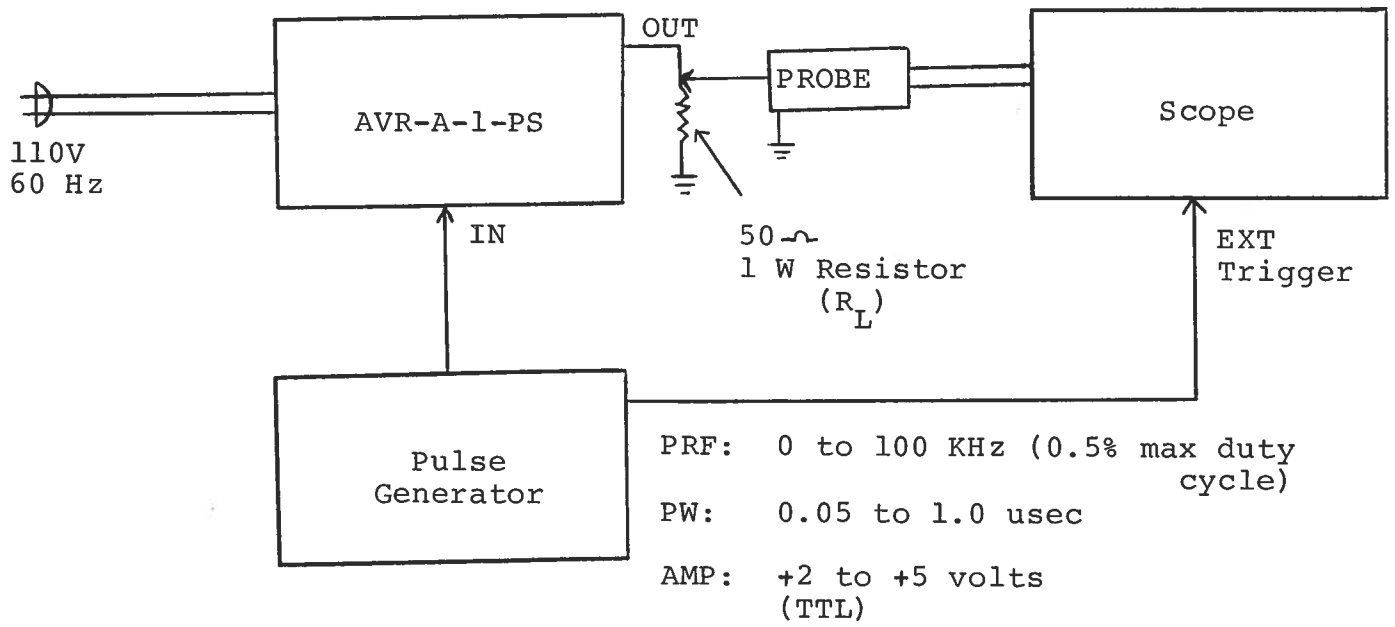 OUT
AVR-A-1-PS
PROBE
Scope
110V
60 Hz
IN
50 Ω
1 W Resistor
(R_L)
EXT
Trigger
Pulse
Generator
PRF: 0 to 100 KHz (0.5% max duty
cycle)
PW: 0.05 to 1.0 usec
AMP: +2 to +5 volts
(TTL)